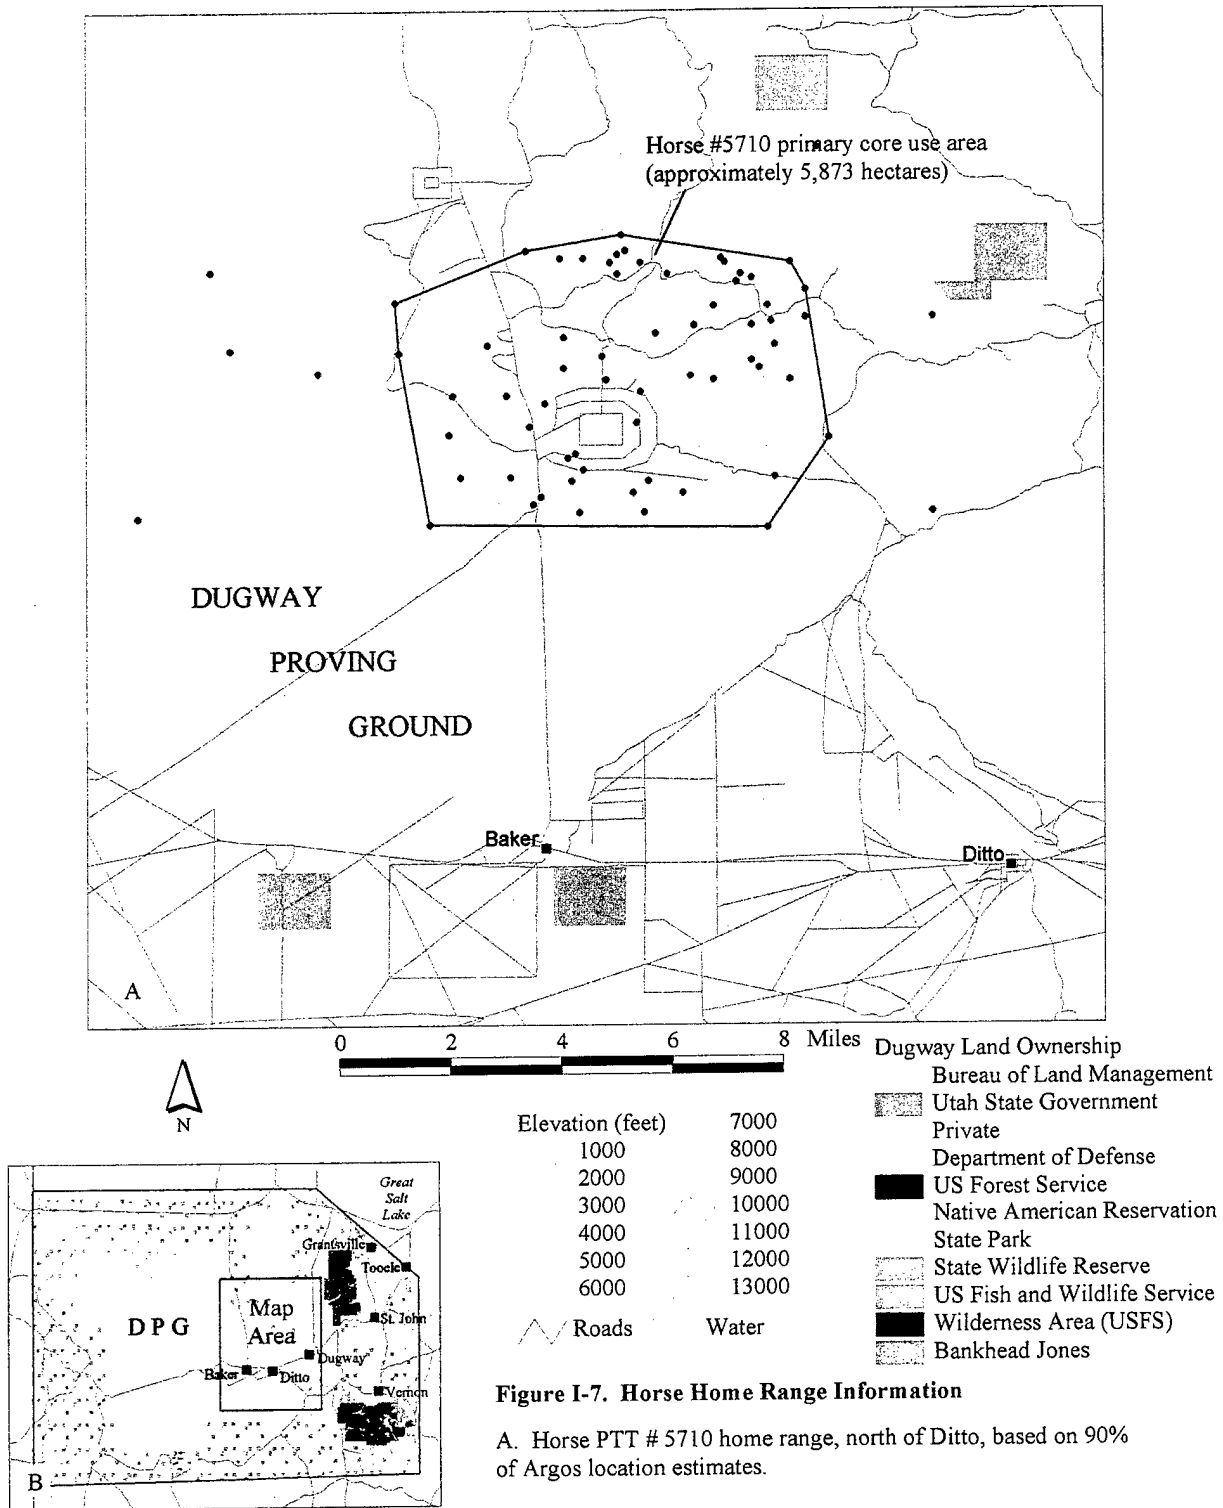 Horse #5710 primary core use area
(approximately 5,873 hectares)
DUGWAY
PROVING
GROUND
Baker
Ditto
A
0 2 4 6 8 Miles
N
Dugway Land Ownership
Bureau of Land Management
Utah State Government
Private
Department of Defense
US Forest Service
Native American Reservation
State Park
State Wildlife Reserve
US Fish and Wildlife Service
Wilderness Area (USFS)
Bankhead Jones
Elevation (feet) 7000
1000 8000
2000 9000
3000 10000
4000 11000
5000 12000
6000 13000
Roads Water
Great
Salt
Lake
Grantsville
Tooele
St. John
Map
Area
D P G
Dugway
Baker
Ditto
Vernon
B
Figure I-7. Horse Home Range Information
A. Horse PTT # 5710 home range, north of Ditto, based on 90%
of Argos location estimates.